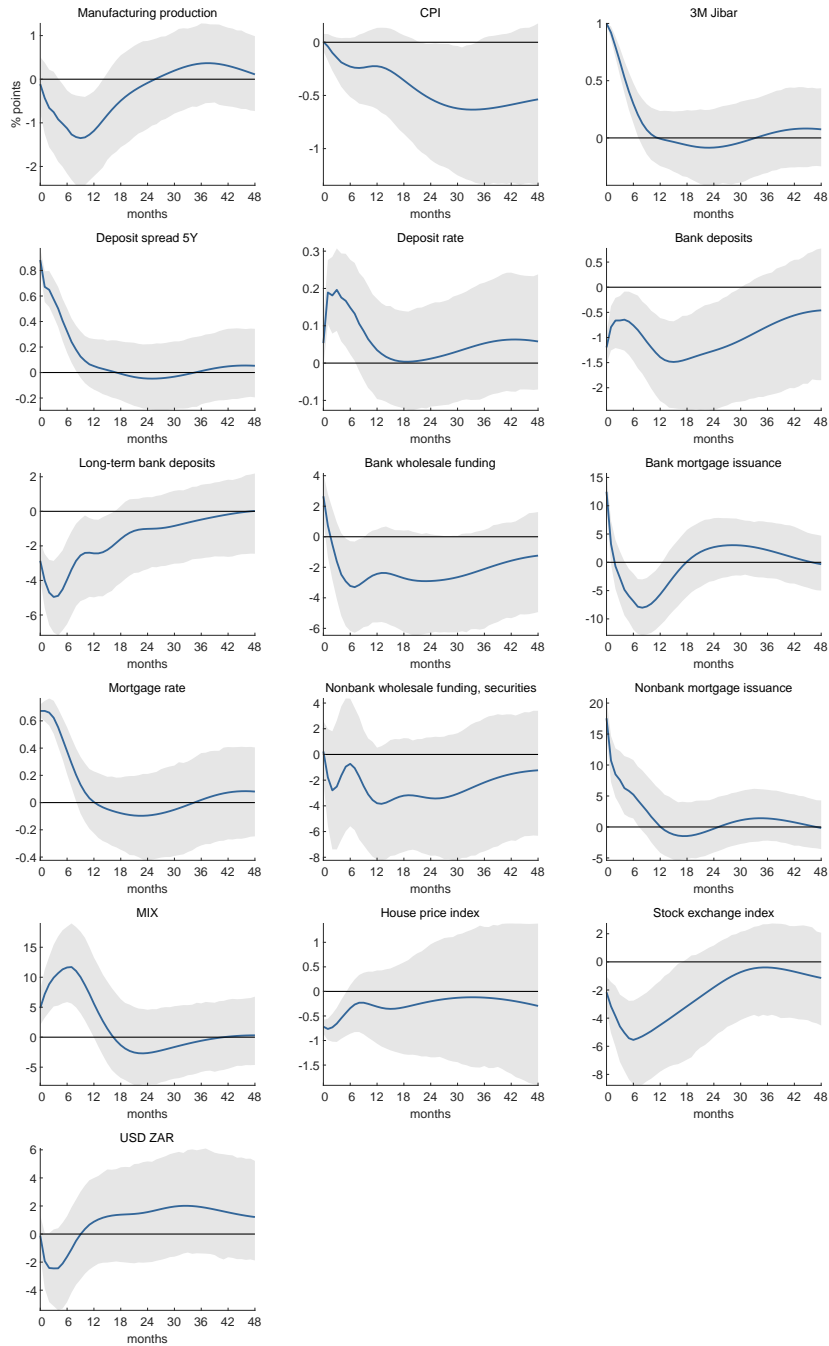 Manufacturing production
CPI
3M Jibar
% points
1
0
-1
-2
0 6 12 18 24 30 36 42 48
months
0
-0.5
-1
0 6 12 18 24 30 36 42 48
months
1
0.5
0
0 6 12 18 24 30 36 42 48
months
Deposit spread 5Y
Deposit rate
Bank deposits
0.8
0.6
0.4
0.2
0
-0.2
0 6 12 18 24 30 36 42 48
months
0.3
0.2
0.1
0
-0.1
0 6 12 18 24 30 36 42 48
months
0.5
0
-0.5
-1
-1.5
-2
0 6 12 18 24 30 36 42 48
months
Long-term bank deposits
Bank wholesale funding
Bank mortgage issuance
2
0
-2
-4
-6
0 6 12 18 24 30 36 42 48
months
4
2
0
-2
-4
-6
0 6 12 18 24 30 36 42 48
months
15
10
5
0
-5
-10
0 6 12 18 24 30 36 42 48
months
Mortgage rate
Nonbank wholesale funding, securities
Nonbank mortgage issuance
0.6
0.4
0.2
0
-0.2
-0.4
0 6 12 18 24 30 36 42 48
months
4
2
0
-2
-4
-6
-8
0 6 12 18 24 30 36 42 48
months
20
15
10
5
0
-5
0 6 12 18 24 30 36 42 48
months
MIX
House price index
Stock exchange index
15
10
5
0
-5
0 6 12 18 24 30 36 42 48
months
1
0.5
0
-0.5
-1
-1.5
0 6 12 18 24 30 36 42 48
months
2
0
-2
-4
-6
-8
0 6 12 18 24 30 36 42 48
months
USD ZAR
6
4
2
0
-2
-4
0 6 12 18 24 30 36 42 48
months